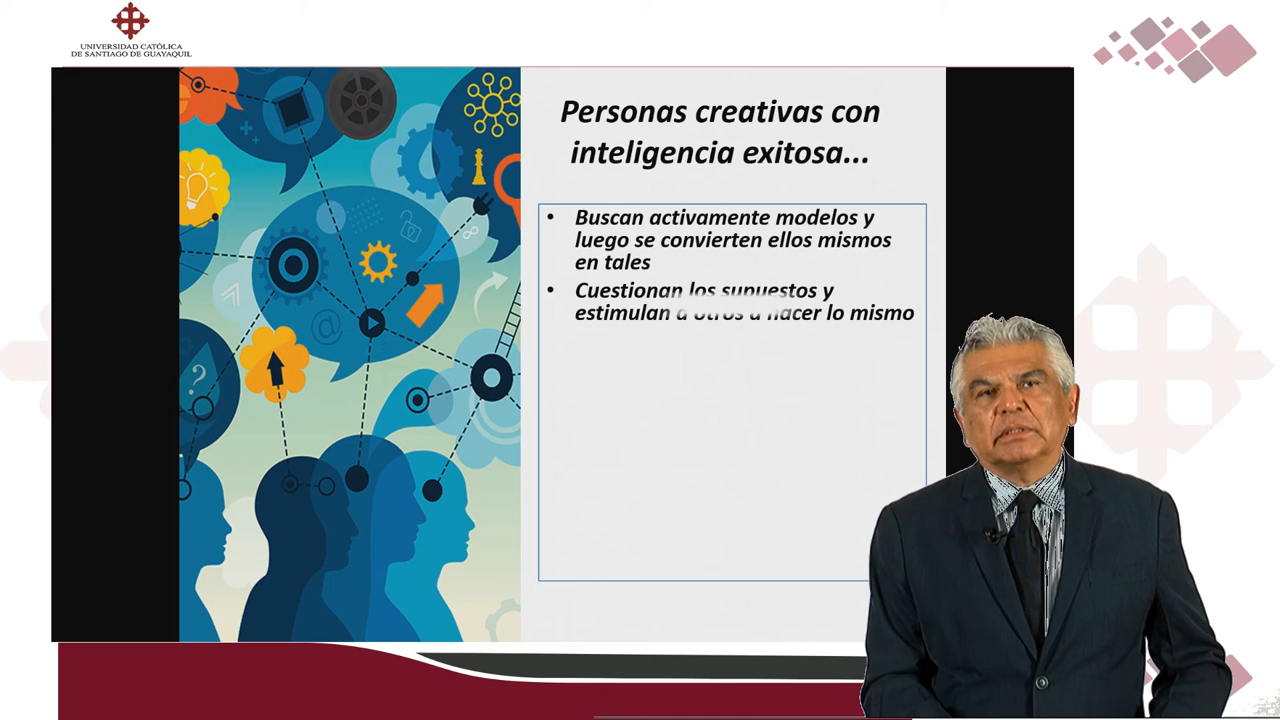 UNIVERSIDAD CATÓLICA
DE SANTIAGO DE GUAYAQUIL
Personas creativas con
inteligencia exitosa...
• Buscan activamente modelos y
luego se convierten ellos mismos
en tales
• Cuestionan los supuestos y
estimulan a otros a hacer lo mismo